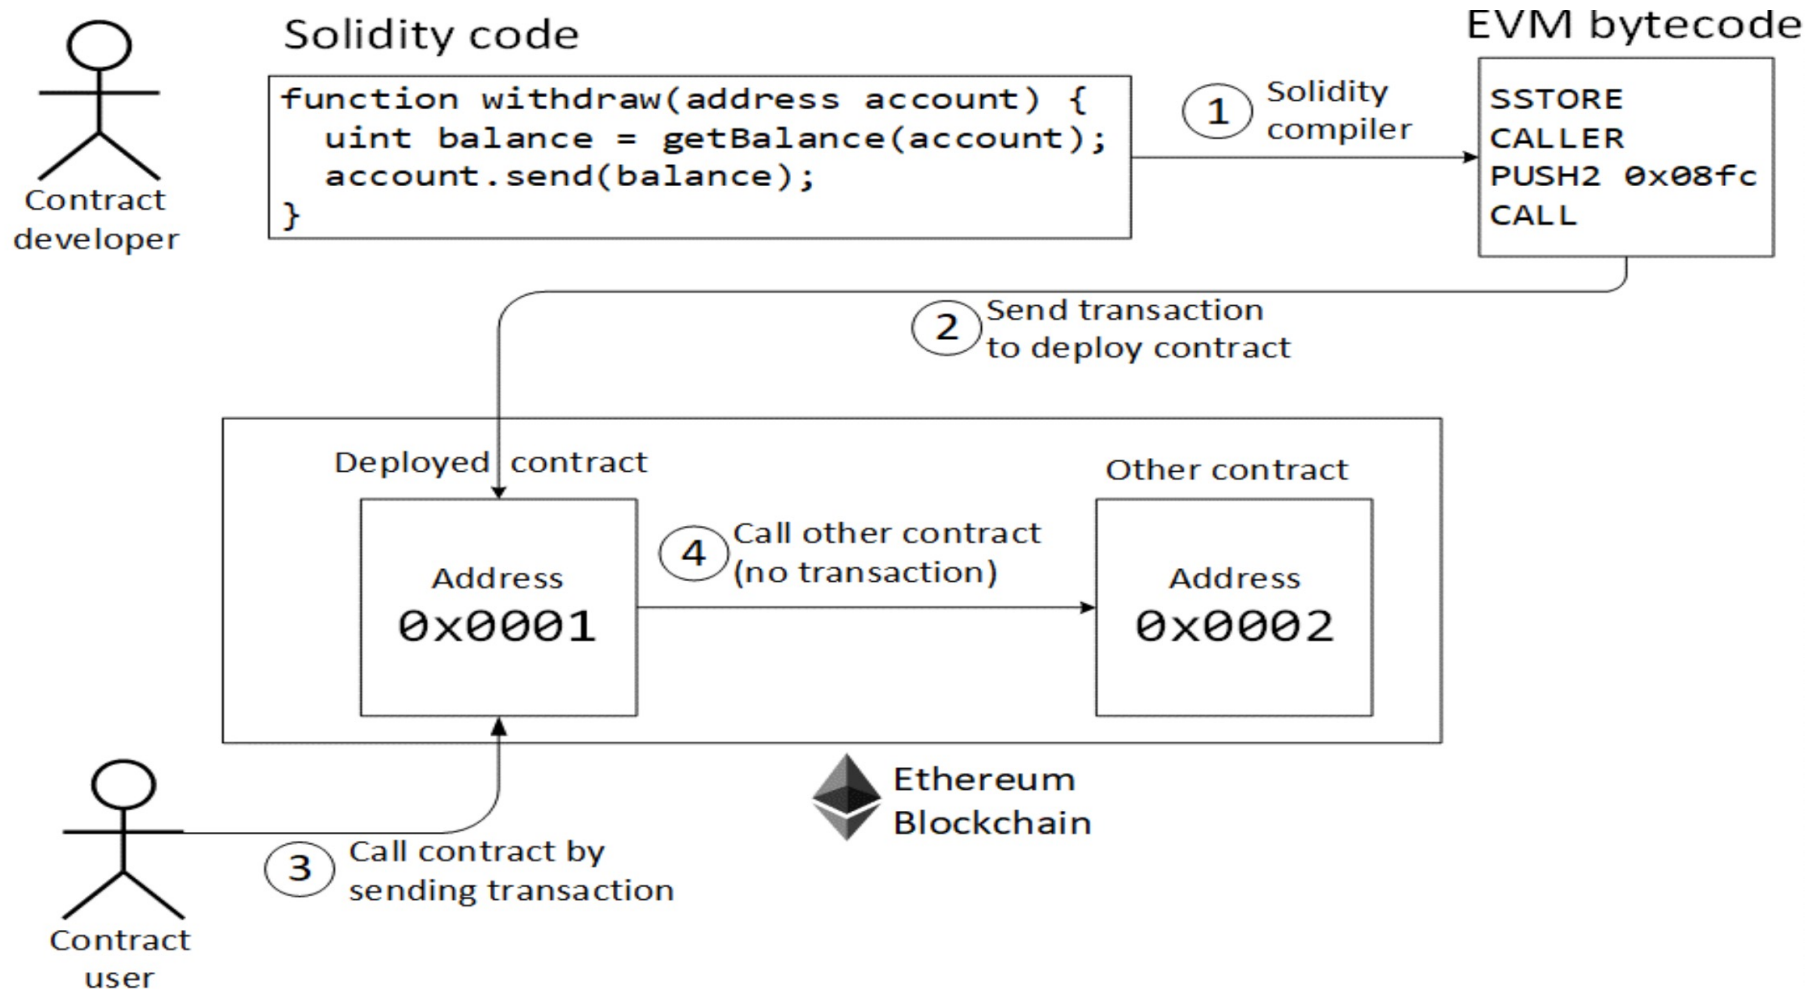 Solidity code
EVM bytecode
function withdraw(address account) {
  uint balance = getBalance(account);
  account.send(balance);
}
1
Solidity
compiler
SSTORE
CALLER
PUSH2 0x08fc
CALL
Contract
developer
2
Send transaction
to deploy contract
Deployed contract
Other contract
4
Call other contract
(no transaction)
Address
0x0001
Address
0x0002
Ethereum
Blockchain
3
Call contract by
sending transaction
Contract
user